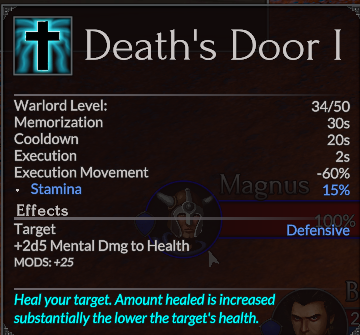 Death's Door I
Warlord Level: 34/50
Memorization 30s
Cooldown 20s
Execution 2s
Execution Movement -60%
· Stamina 15%
Magnus
Effects
100%
Target Defensive
+2d5 Mental Dmg to Health
MODS: +25
Heal your target. Amount healed is increased
substantially the lower the target's health.